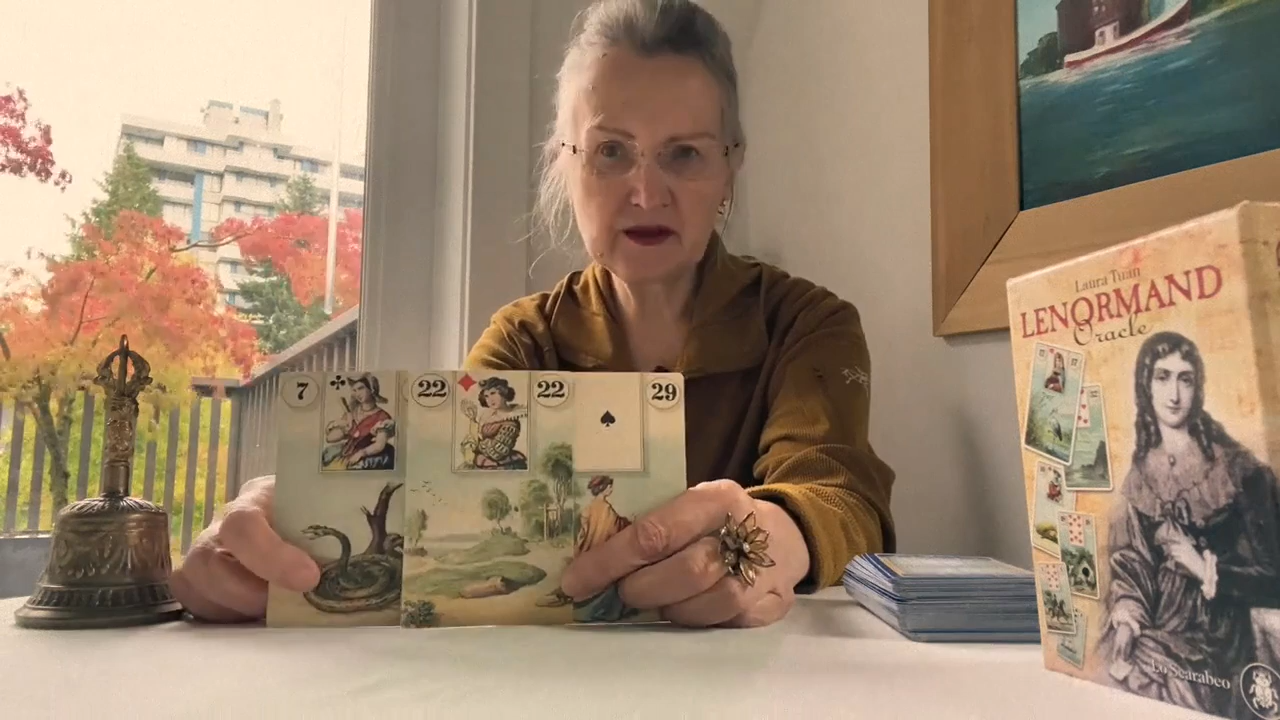 7
22
22
29
Laura Tuan
LENORMAND
Oracle
Lo Scarabeo